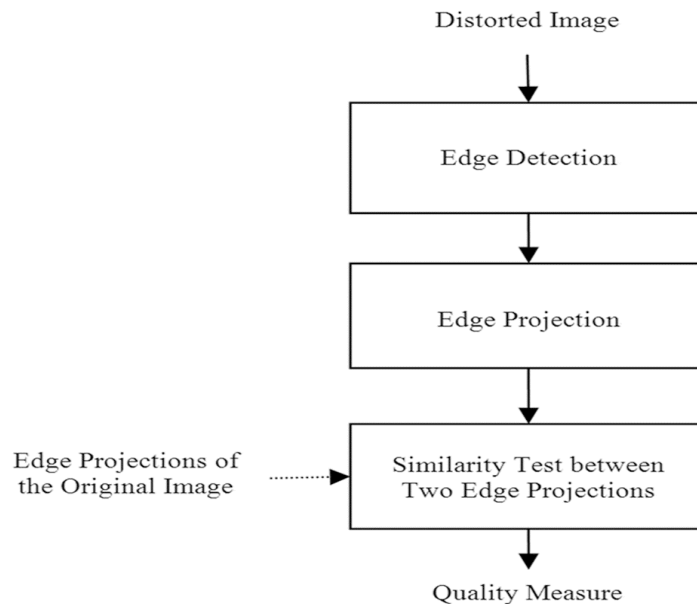 Distorted Image
Edge Detection
Edge Projection
Edge Projections of
the Original Image
Similarity Test between
Two Edge Projections
Quality Measure